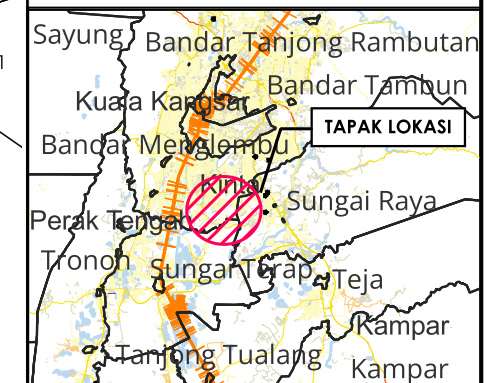 Sayung
Bandar Tanjong Rambutan
Bandar Tambun
Kuala Kangsar
TAPAK LOKASI
Bandar Menglembu
Kinta
Sungai Raya
Perak Tengah
Tronoh
Sungai Terap
Teja
Kampar
Tanjong Tualang
Kampar